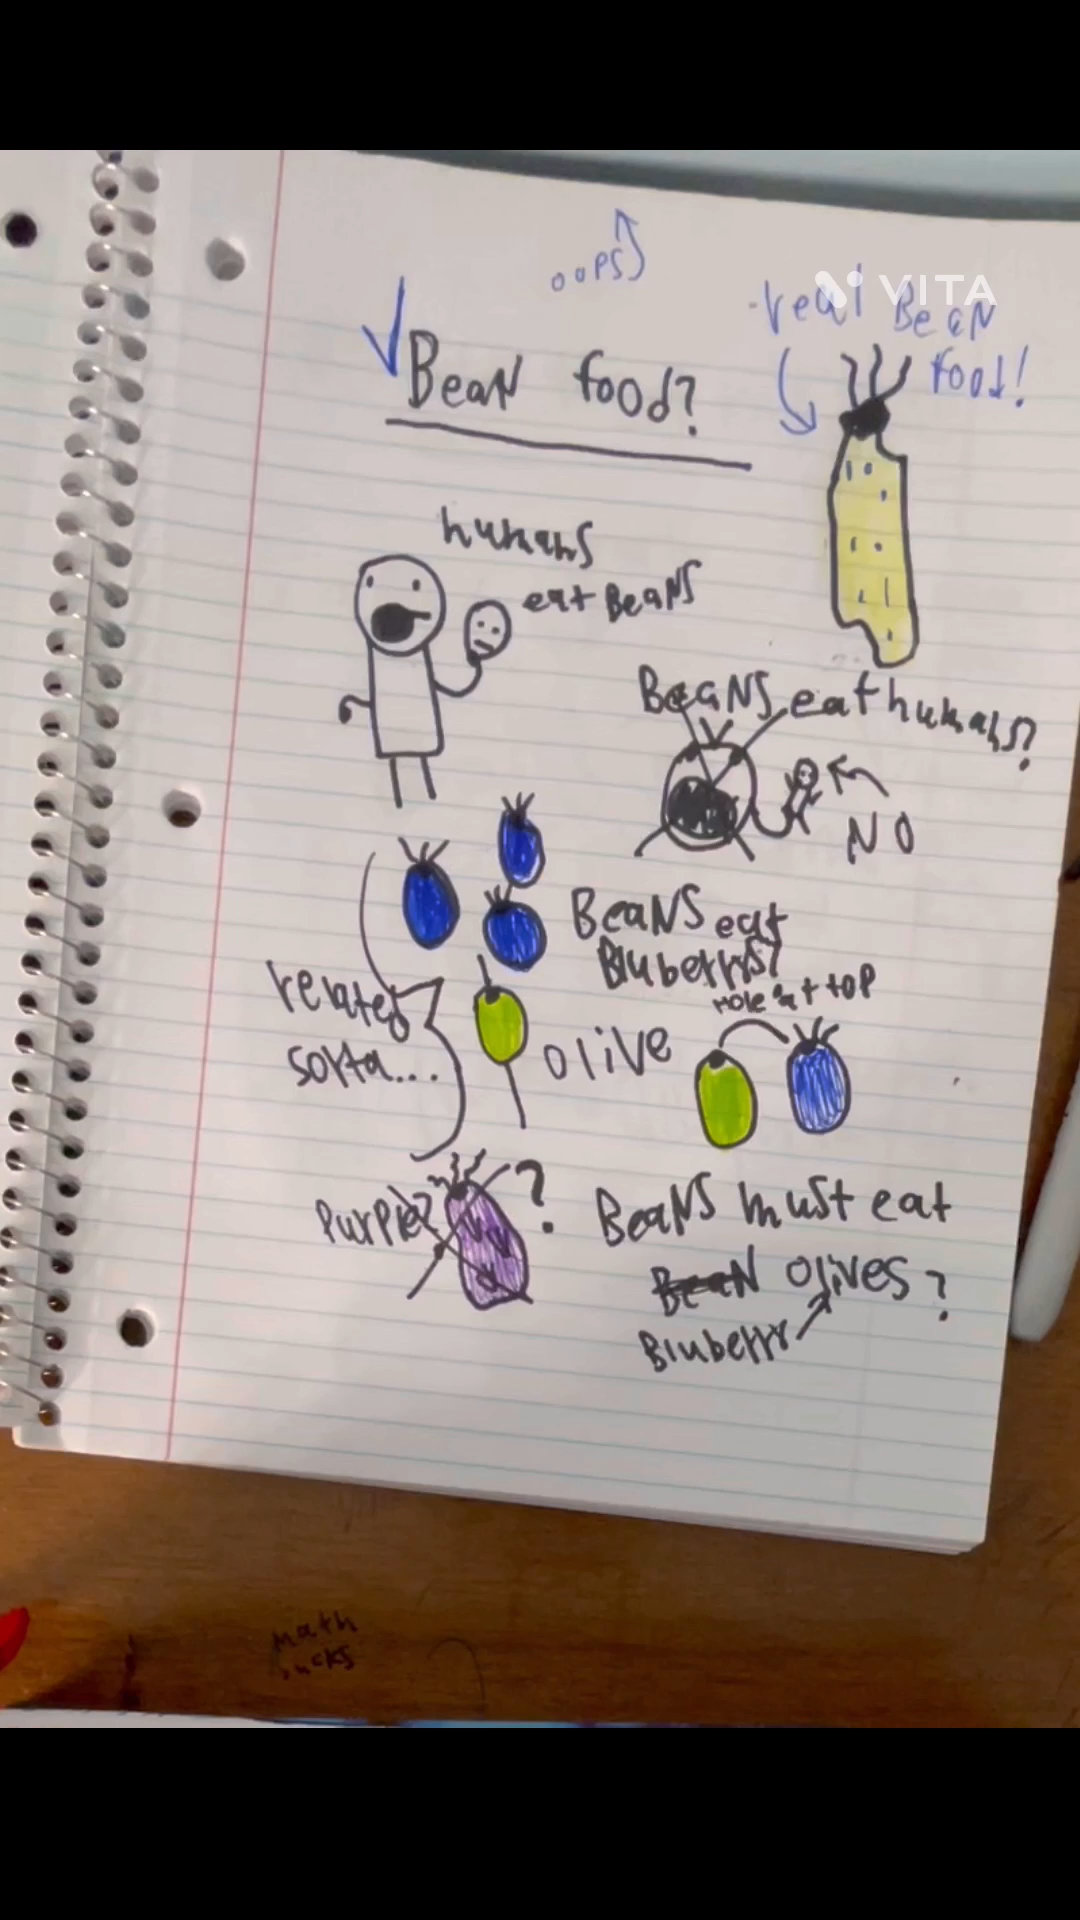 oops
VITA
real Bean
food!
Bean food?
humans
eat Beans
Beans eat humans?
NO
Beans eat
Bluberrys?
related
sorta...
Hole at top
olive
Purple?
?
Beans must eat
Bean olives?
Bluberry
math
sucks